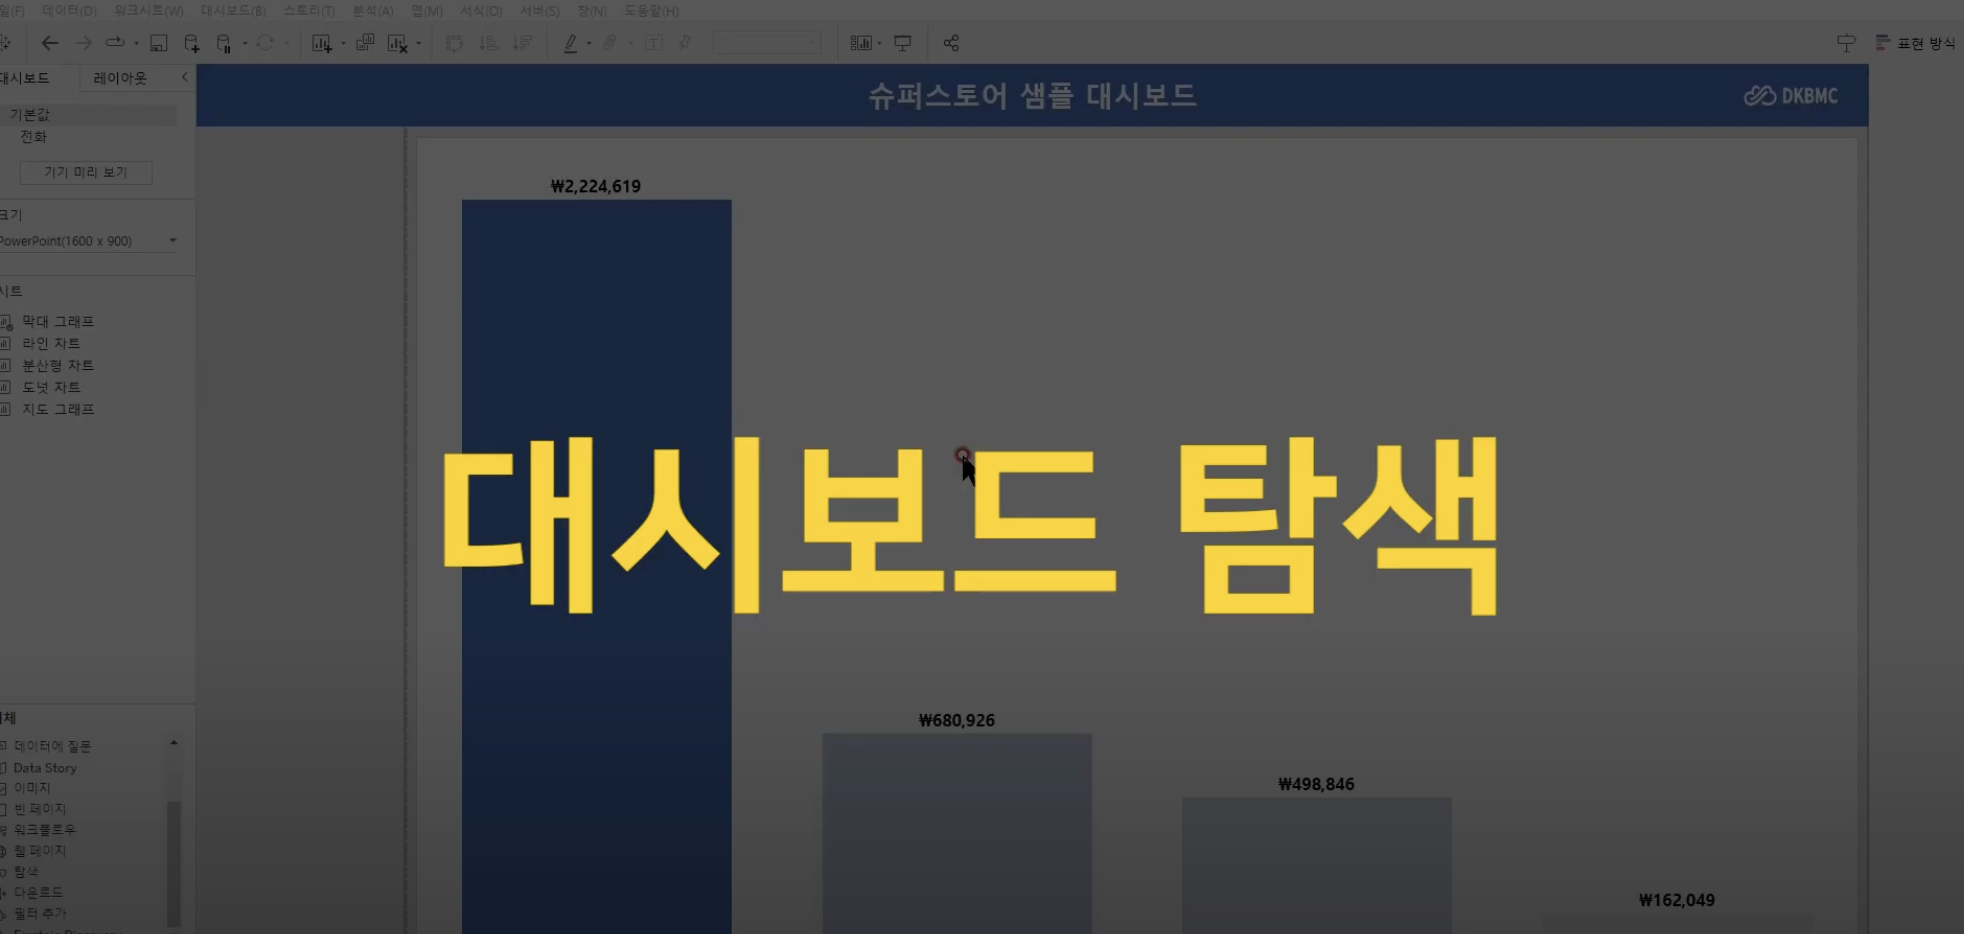 데이터(D) 워크시트(W) 대시보드(B) 스토리(T) 분석(A) 맵(M) 서식(O) 서버(S) 창(N) 도움말(H)
표현 방식
대시보드 레이아웃
슈퍼스토어 샘플 대시보드
DKBMC
기본값
전화
기기 미리 보기
크기
PowerPoint(1600 x 900)
시트
막대 그래프
라인 차트
분산형 차트
도넛 차트
지도 그래프
₩2,224,619
대시보드 탐색
₩680,926
₩498,846
₩162,049
데이터에 질문
Data Story
이미지
빈 페이지
워크플로우
웹 페이지
탐색
다운로드
필터 추가